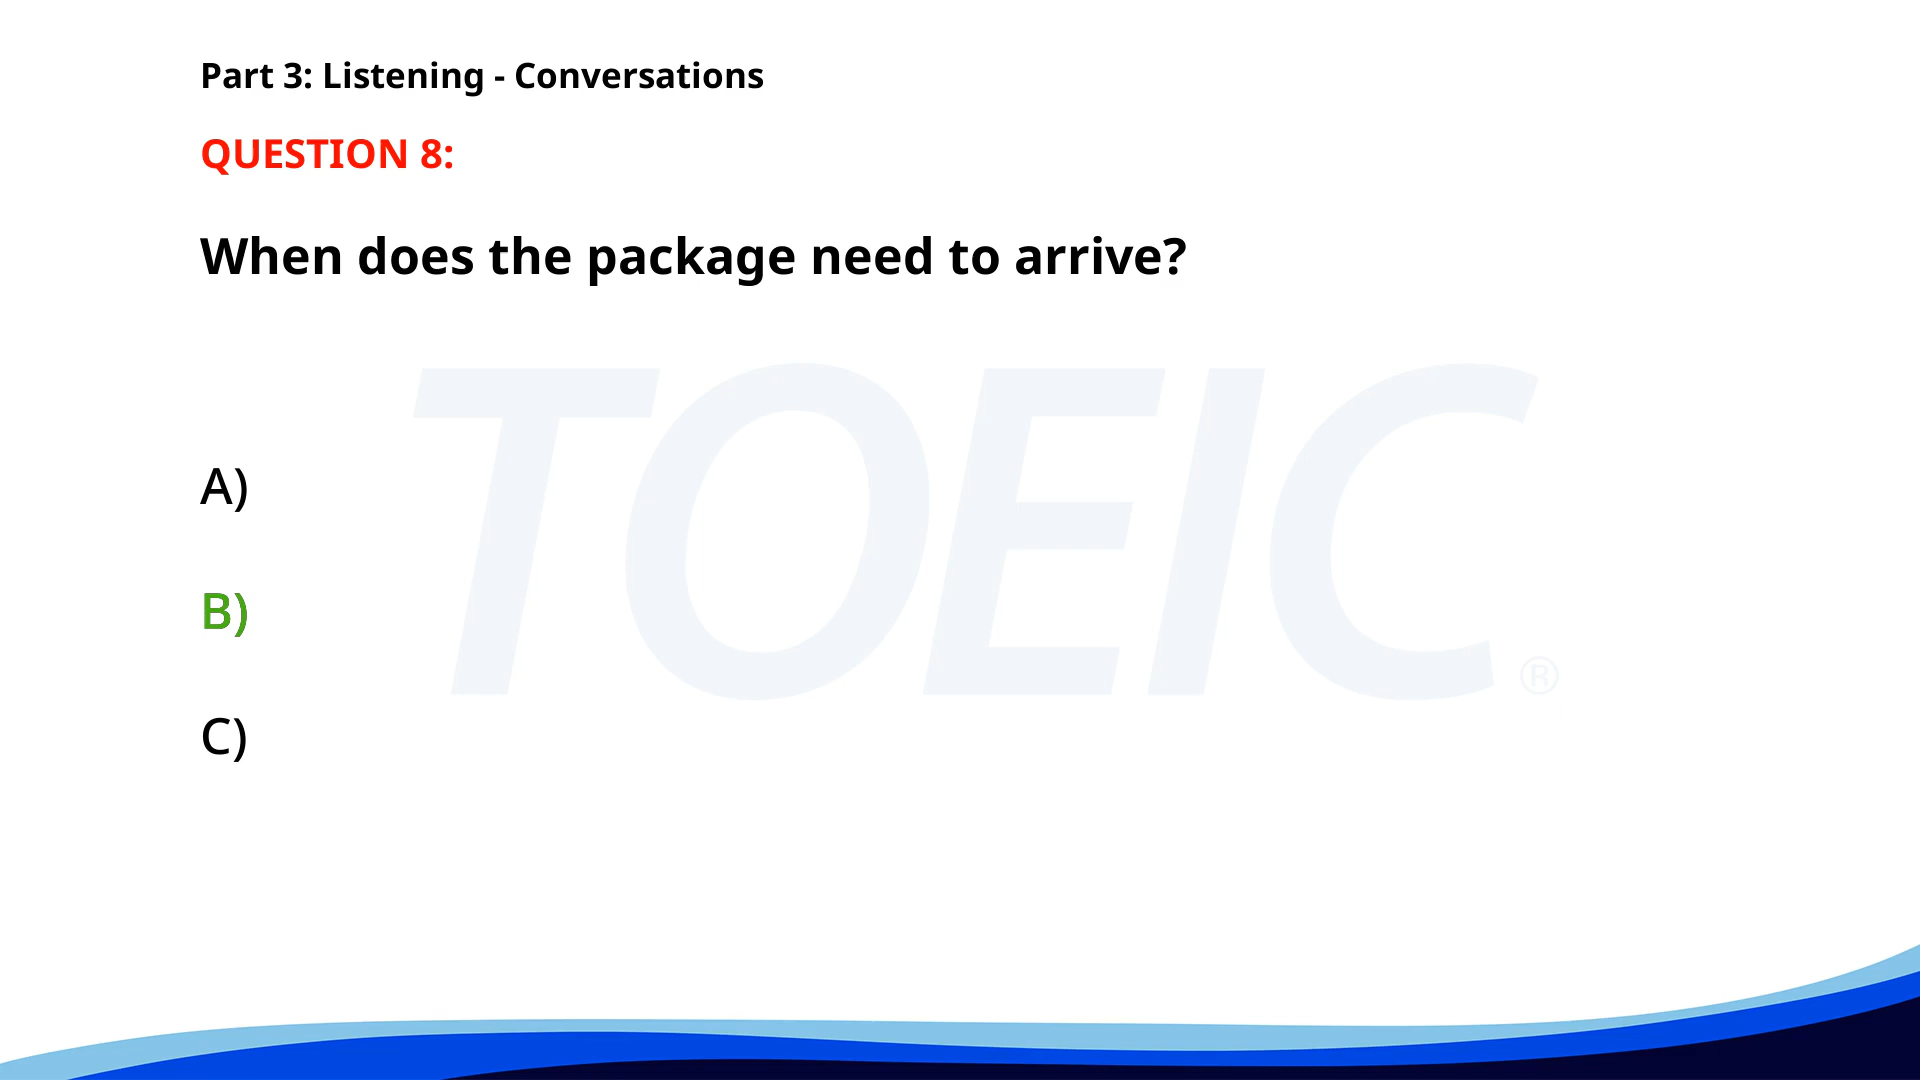 Part 3: Listening - Conversations
QUESTION 8:
When does the package need to arrive?
TOEIC®
A)
B)
C)